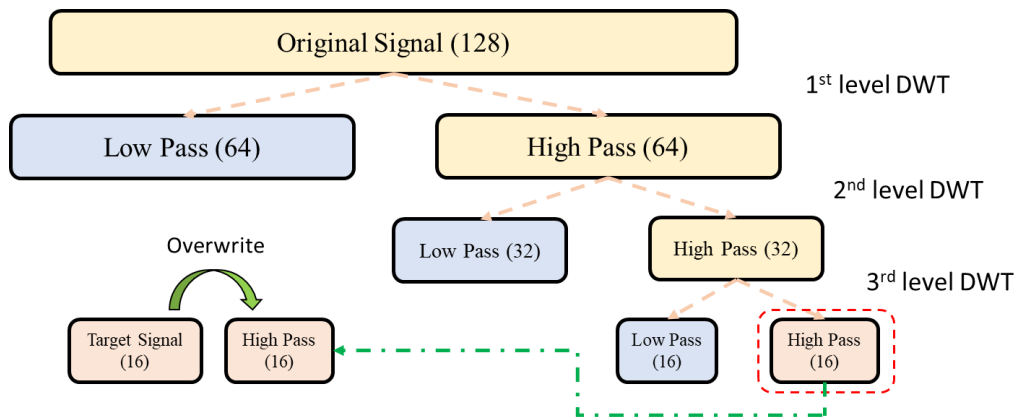 Original Signal (128)
1st level DWT
Low Pass (64)
High Pass (64)
2nd level DWT
Low Pass (32)
High Pass (32)
Overwrite
3rd level DWT
Target Signal
(16)
High Pass
(16)
Low Pass
(16)
High Pass
(16)